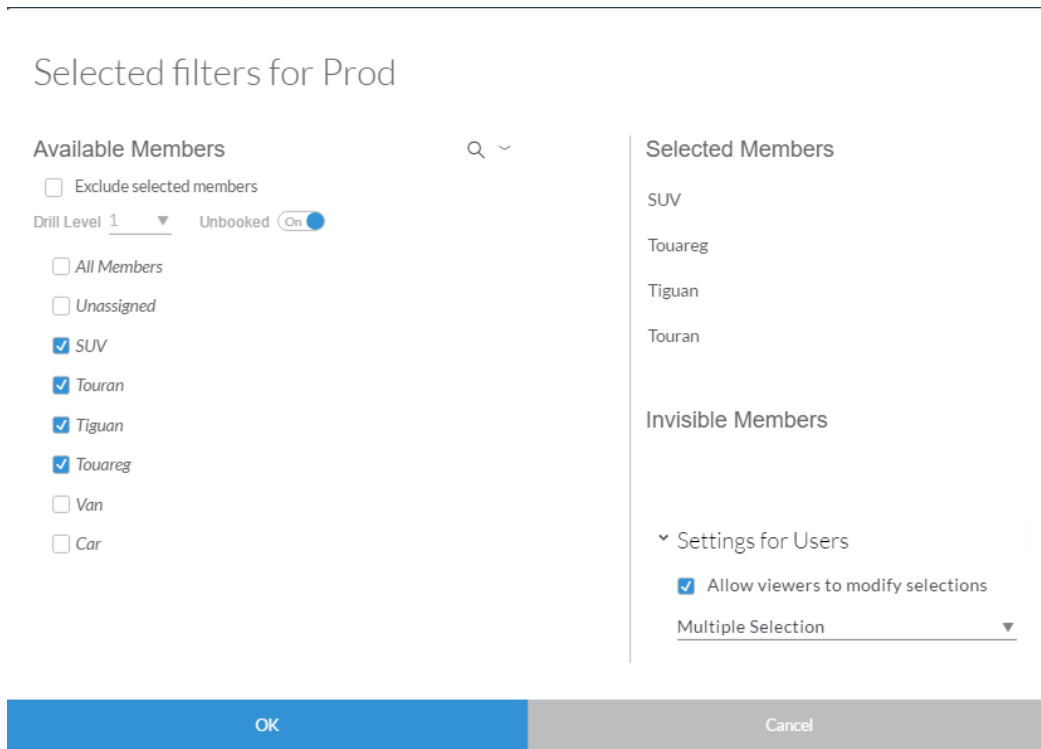 Selected filters for Prod
Available Members
Exclude selected members
Drill Level 1 Unbooked On
All Members
Unassigned
SUV
Touran
Tiguan
Touareg
Van
Car
Selected Members
SUV
Touareg
Tiguan
Touran
Invisible Members
Settings for Users
Allow viewers to modify selections
Multiple Selection
OK
Cancel